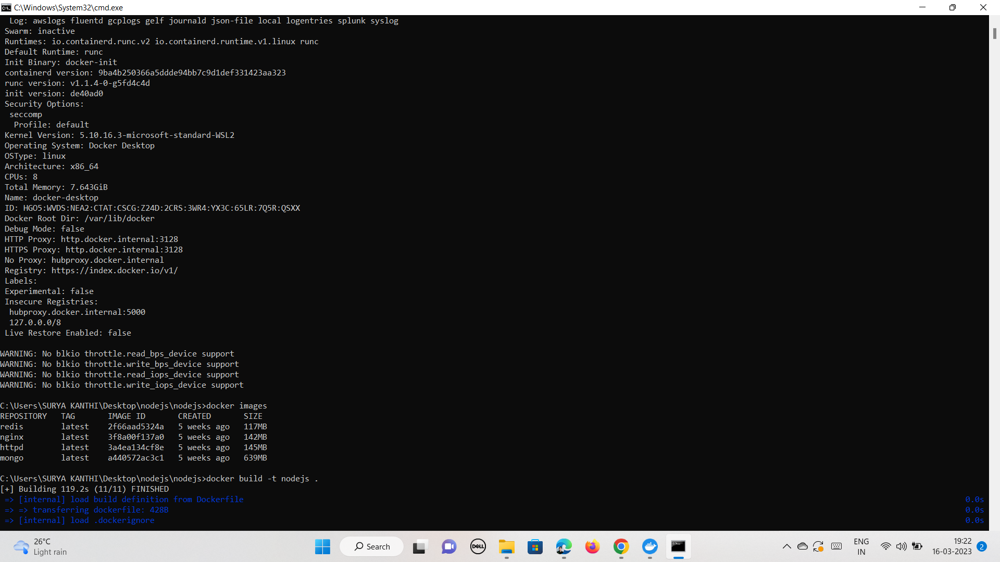 C:\Windows\System32\cmd.exe
Log: awslogs fluentd gcplogs gelf journald json-file local logentries splunk syslog
Swarm: inactive
Runtimes: io.containerd.runc.v2 io.containerd.runtime.v1.linux runc
Default Runtime: runc
Init Binary: docker-init
containerd version: 9ba4b250366a5ddde94bb7c9d1def331423aa323
runc version: v1.1.4-0-g5fd4c4d
init version: de40ad0
Security Options:
seccomp
Profile: default
Kernel Version: 5.10.16.3-microsoft-standard-WSL2
Operating System: Docker Desktop
OSType: linux
Architecture: x86_64
CPUs: 8
Total Memory: 7.643GiB
Name: docker-desktop
ID: HGO5:WVDS:NEA2:CTAT:CSCG:Z24D:2CRS:3WR4:YX3C:65LR:7Q5R:QSXX
Docker Root Dir: /var/lib/docker
Debug Mode: false
HTTP Proxy: http.docker.internal:3128
HTTPS Proxy: http.docker.internal:3128
No Proxy: hubproxy.docker.internal
Registry: https://index.docker.io/v1/
Labels:
Experimental: false
Insecure Registries:
hubproxy.docker.internal:5000
127.0.0.0/8
Live Restore Enabled: false
WARNING: No blkio throttle.read_bps_device support
WARNING: No blkio throttle.write_bps_device support
WARNING: No blkio throttle.read_iops_device support
WARNING: No blkio throttle.write_iops_device support
C:\Users\SURYA KANTHI\Desktop\nodejs\nodejs>docker images
REPOSITORY TAG IMAGE ID CREATED SIZE
redis latest 2f66aad5324a 5 weeks ago 117MB
nginx latest 3f8a00f137a0 5 weeks ago 142MB
httpd latest 3a4ea134cf8e 5 weeks ago 145MB
mongo latest a440572ac3c1 5 weeks ago 639MB
C:\Users\SURYA KANTHI\Desktop\nodejs\nodejs>docker build -t nodejs .
[+] Building 119.2s (11/11) FINISHED
=> [internal] load build definition from Dockerfile 0.0s
=> => transferring dockerfile: 428B 0.0s
=> [internal] load .dockerignore 0.0s
26°C
Light rain
Search
DELL
ENG
IN
19:22
16-03-2023
2